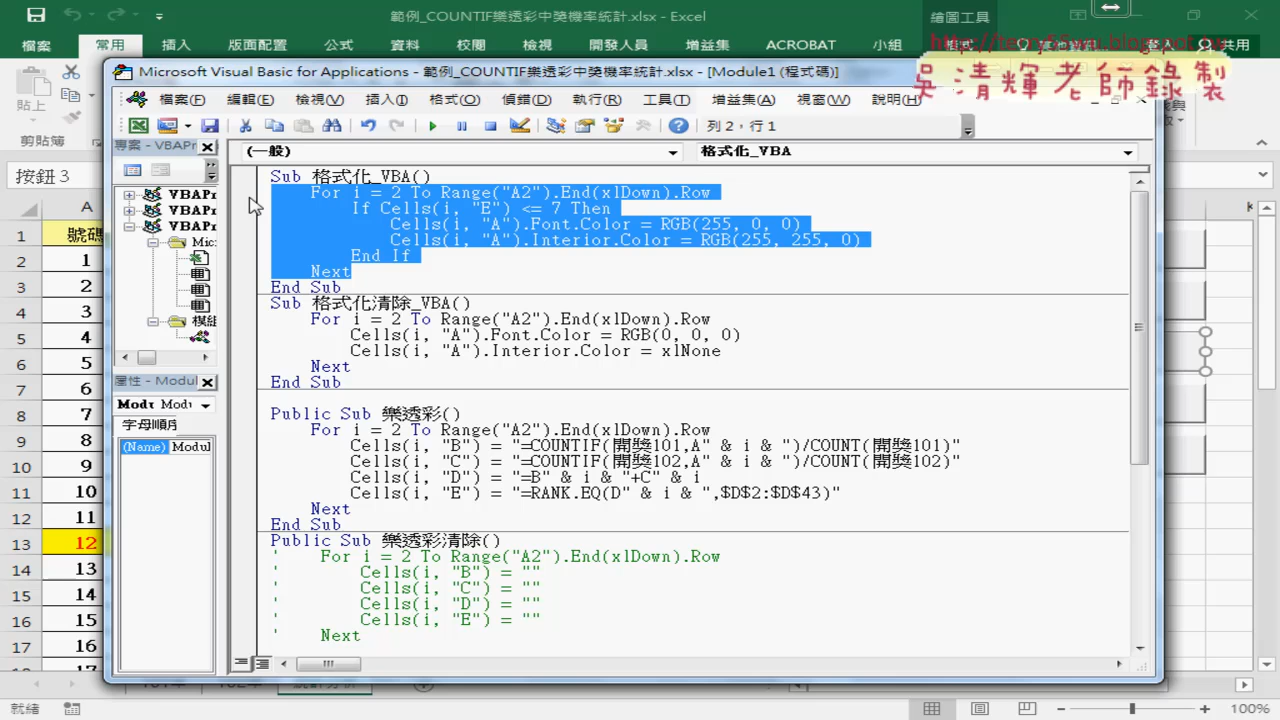 範例_COUNTIF樂透彩中獎機率統計.xlsx - Excel
繪圖工具
檔案 常用 插入 版面配置 公式 資料 校閱 檢視 開發人員 增益集 ACROBAT 小組
共用
http://terry55wu.blogspot.tw
吳清輝老師錄製
Microsoft Visual Basic for Applications - 範例_COUNTIF樂透彩中獎機率統計.xlsx - [Module1 (程式碼)]
檔案(F) 編輯(E) 檢視(V) 插入(I) 格式(O) 偵錯(D) 執行(R) 工具(T) 增益集(A) 視窗(W) 說明(H)
貼上
剪貼簿
列 2，行 1
專案 - VBAPr
(一般) 格式化_VBA
按鈕 3
VBAPr
VBAPr
VBAPr
Mic
模組
屬性 - Modul
Modu Modu
字母順序
(Name) Modul
Sub 格式化_VBA()
For i = 2 To Range("A2").End(xlDown).Row
If Cells(i, "E") <= 7 Then
Cells(i, "A").Font.Color = RGB(255, 0, 0)
Cells(i, "A").Interior.Color = RGB(255, 255, 0)
End If
Next
End Sub
Sub 格式化清除_VBA()
For i = 2 To Range("A2").End(xlDown).Row
Cells(i, "A").Font.Color = RGB(0, 0, 0)
Cells(i, "A").Interior.Color = xlNone
Next
End Sub
Public Sub 樂透彩()
For i = 2 To Range("A2").End(xlDown).Row
Cells(i, "B") = "=COUNTIF(開獎101,A" & i & ")/COUNT(開獎101)"
Cells(i, "C") = "=COUNTIF(開獎102,A" & i & ")/COUNT(開獎102)"
Cells(i, "D") = "=B" & i & "+C" & i
Cells(i, "E") = "=RANK.EQ(D" & i & ",$D$2:$D$43)"
Next
End Sub
Public Sub 樂透彩清除()
' For i = 2 To Range("A2").End(xlDown).Row
' Cells(i, "B") = ""
' Cells(i, "C") = ""
' Cells(i, "D") = ""
' Cells(i, "E") = ""
' Next
A K
1 號碼
2 1
3 2
4 3
5 4
6 5
7 6
8 7
9 8
10 9
11 10
12 11
13 12
14 13
15 14
16 15
17 16
18 17
就緒 100%